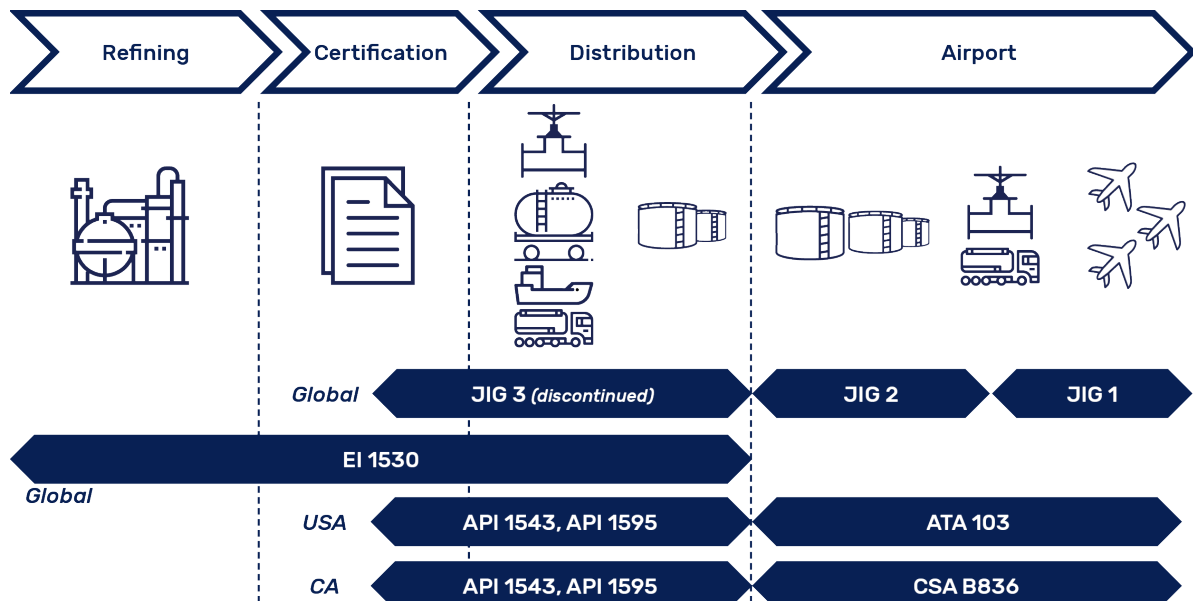 Refining
Certification
Distribution
Airport
Global
JIG 3 (discontinued)
JIG 2
JIG 1
EI 1530
Global
USA
API 1543, API 1595
ATA 103
CA
API 1543, API 1595
CSA B836